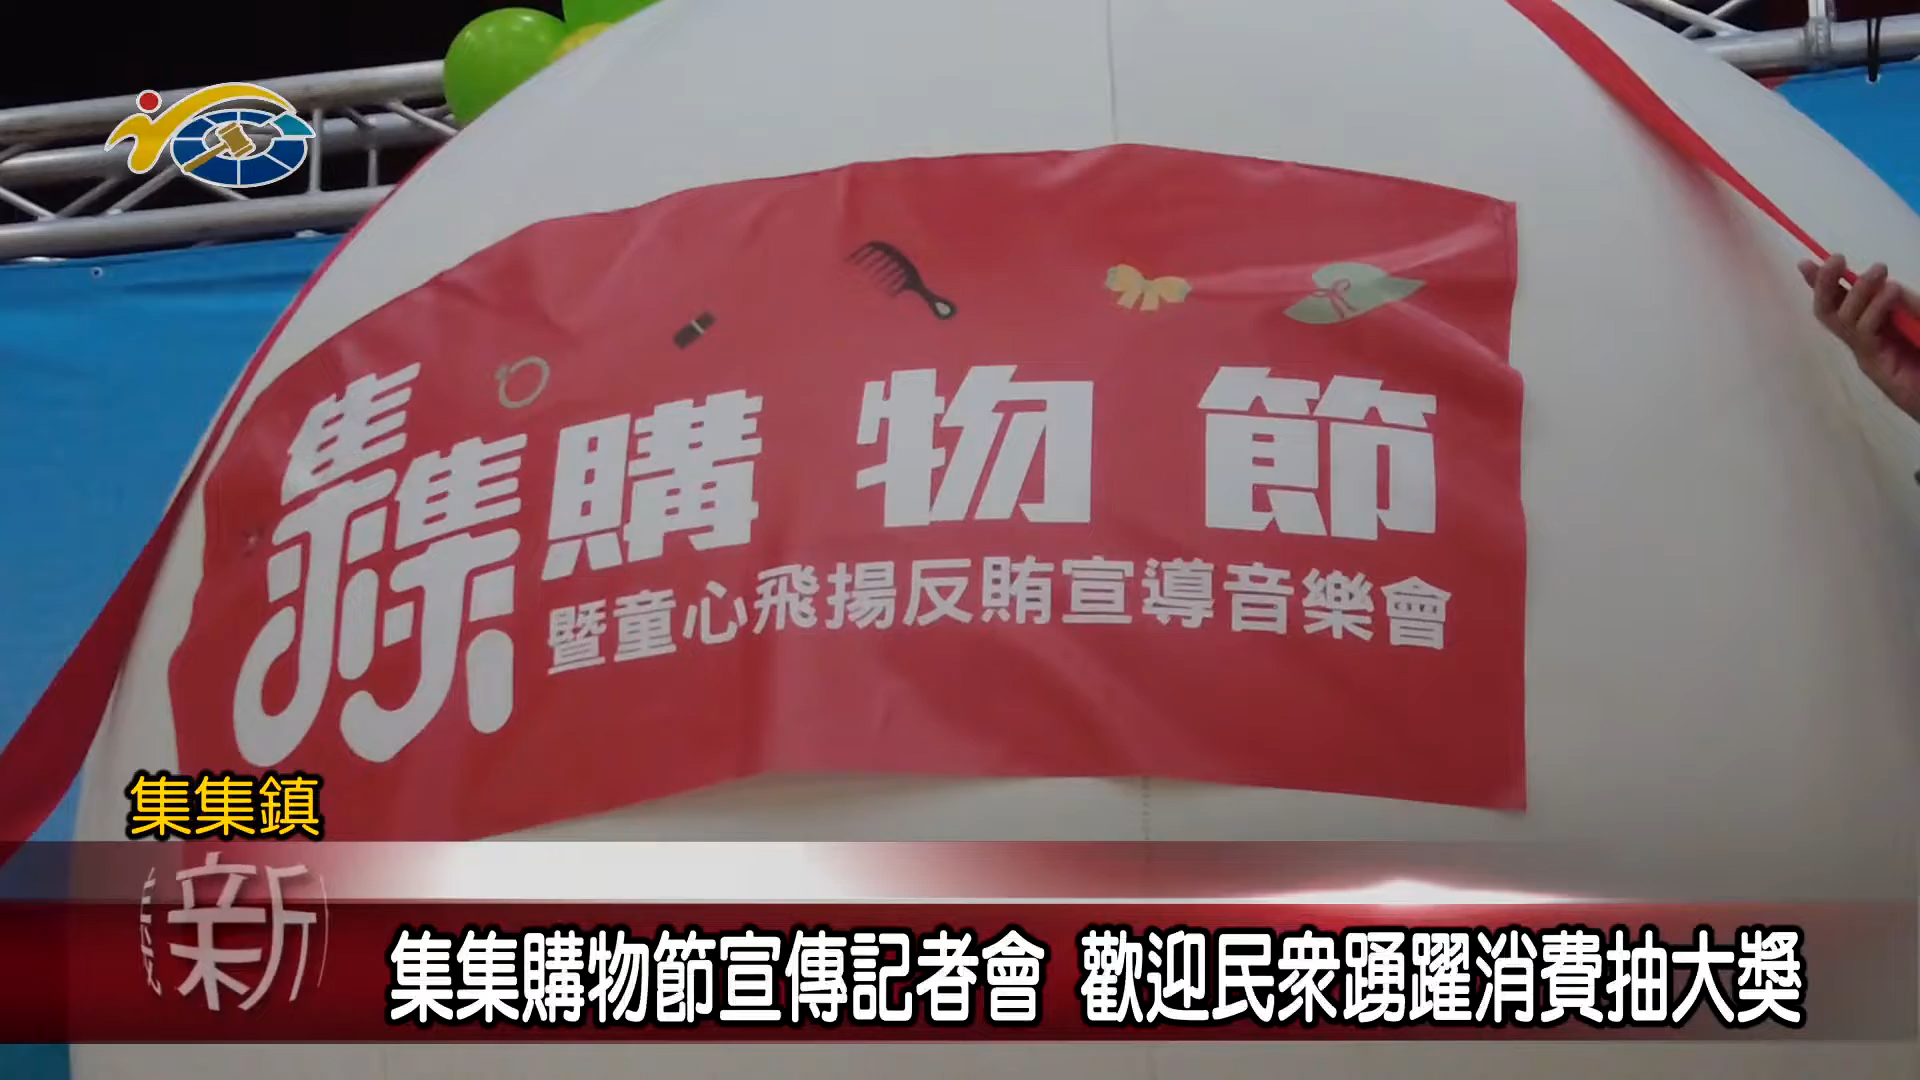 集集購物節
暨童心飛揚反賄宣導音樂會
集集鎮
新
集集購物節宣傳記者會 歡迎民眾踴躍消費抽大獎